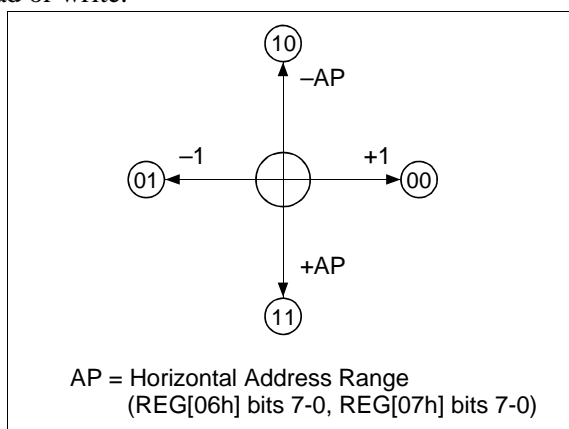 ad or write.
10
–AP
–1
+1
01
00
+AP
11
AP = Horizontal Address Range
(REG[06h] bits 7-0, REG[07h] bits 7-0)